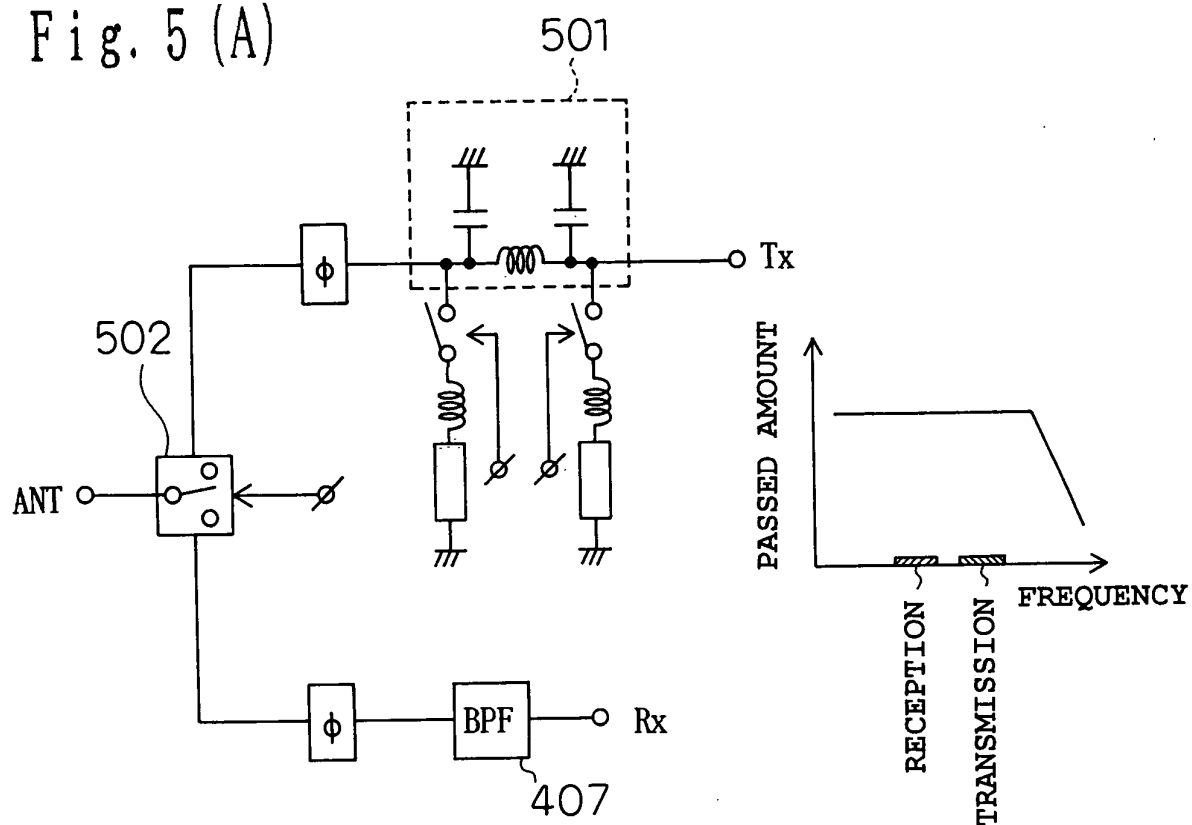 Fig. 5 (A)
501
Φ
Tx
502
ANT
Φ
BPF
Rx
407
PASSED AMOUNT
FREQUENCY
RECEPTION
TRANSMISSION